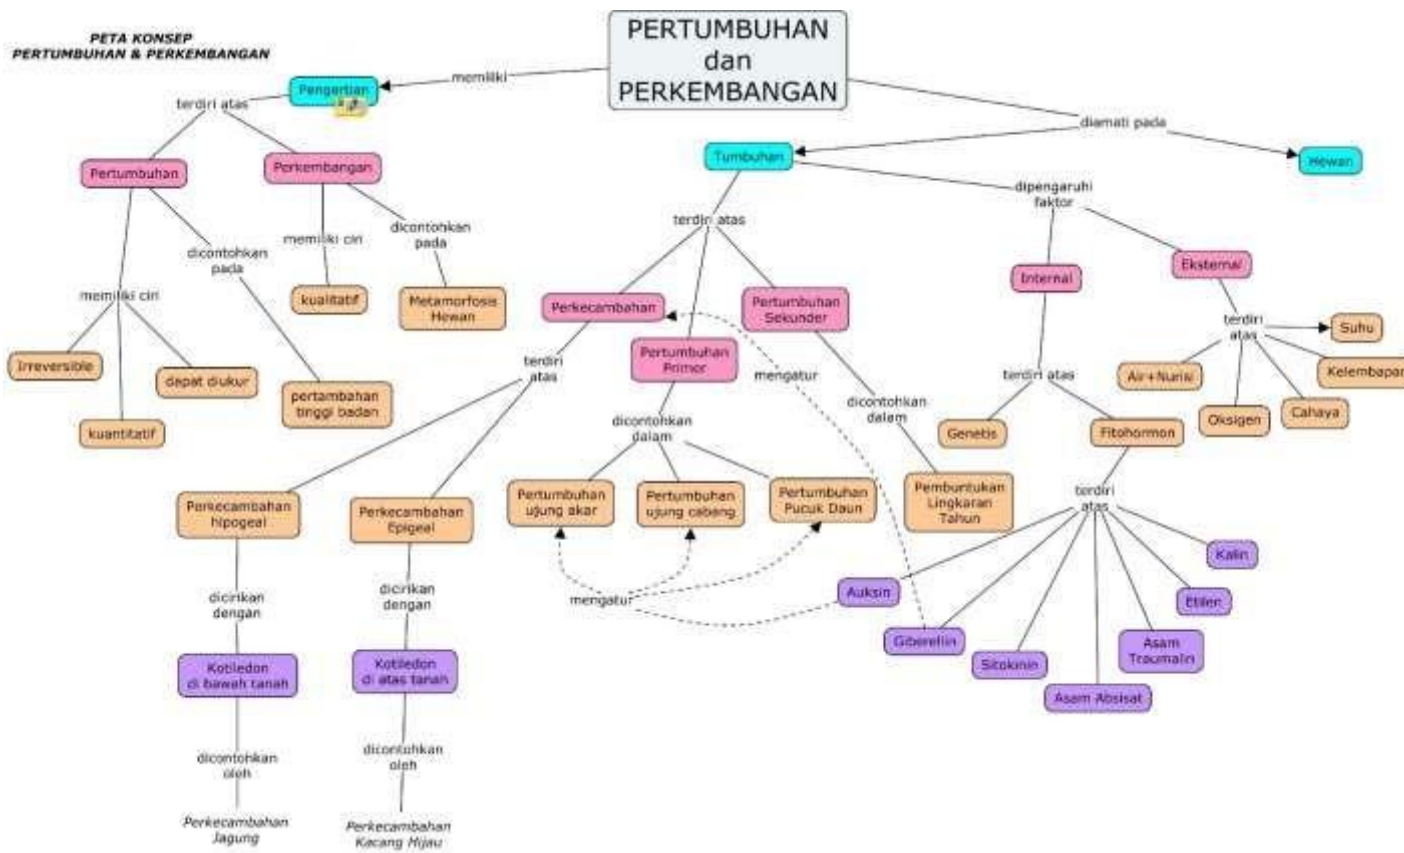 PETA KONSEP
PERTUMBUHAN & PERKEMBANGAN
PERTUMBUHAN
dan
PERKEMBANGAN
memiliki
Pengertian
terdiri atas
diamati pada
Tumbuhan
Hewan
Pertumbuhan
Perkembangan
dipengaruhi
faktor
terdiri atas
memiliki ciri
dicontohkan
pada
dicontohkan
pada
Internal
Eksternal
memiliki ciri
kualitatif
Metamorfosis
Hewan
Perkecambahan
Pertumbuhan
Sekunder
Pertumbuhan
Primer
terdiri
atas
Suhu
Irreversible
dapat diukur
pertambahan
tinggi badan
kuantitatif
terdiri
atas
mengatur
terdiri atas
Air+Nurisi
Kelembapan
Oksigen
Cahaya
dicontohkan
dalam
dicontohkan
dalam
Genetis
Fitohormon
Perkecambahan
hipogeal
Perkecambahan
Epigeal
Pertumbuhan
ujung akar
Pertumbuhan
ujung cabang
Pertumbuhan
Pucuk Daun
Pembuntukan
Lingkaran
Tahun
terdiri
atas
dicirikan
dengan
dicirikan
dengan
mengatur
Auksin
Giberellin
Sitokinin
Asam Absisat
Asam
Traumalin
Etilen
Kalin
Kotiledon
di bawah tanah
Kotiledon
di atas tanah
dicontohkan
oleh
dicontohkan
oleh
Perkecambahan
Jagung
Perkecambahan
Kacang Hijau